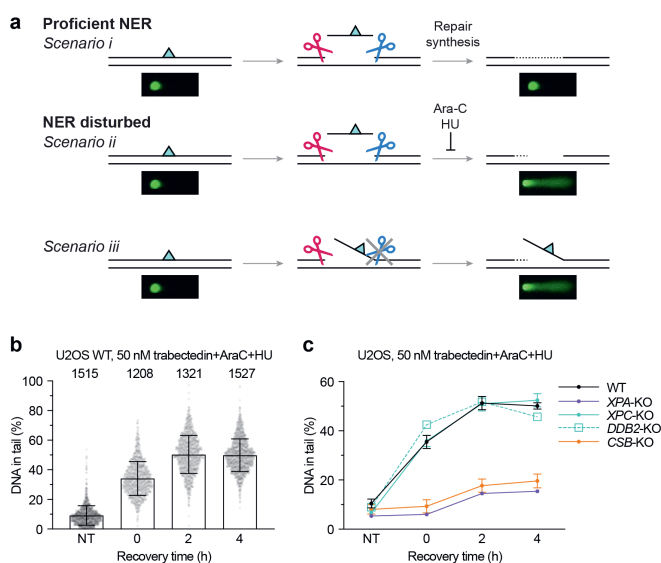 a
Proficient NER
Scenario i
Repair
synthesis
NER disturbed
Scenario ii
Ara-C
HU
Scenario iii
b
U2OS WT, 50 nM trabectedin+AraC+HU
1515 1208 1321 1527
DNA in tail (%)
100
80
60
40
20
0
NT 0 2 4
Recovery time (h)
c
U2OS, 50 nM trabectedin+AraC+HU
DNA in tail (%)
60
40
20
0
NT 0 2 4
Recovery time (h)
WT
XPA-KO
XPC-KO
DDB2-KO
CSB-KO